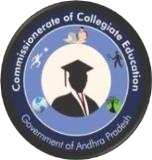 Commissionerate of Collegiate Education
Government of Andhra Pradesh